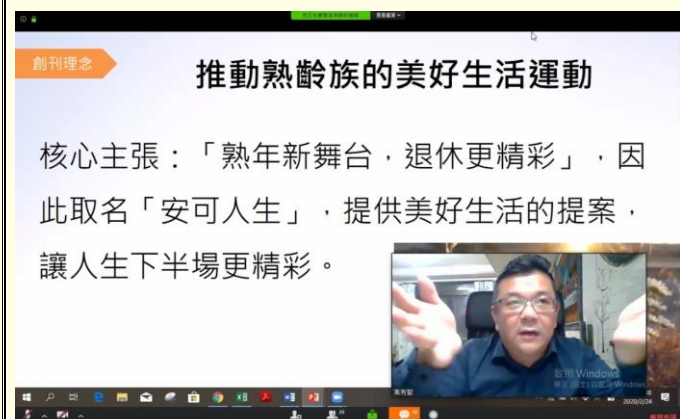 創刊理念
推動熟齡族的美好生活運動
核心主張：「熟年新舞台，退休更精彩」，因
此取名「安可人生」，提供美好生活的提案，
讓人生下半場更精彩。
啟用 Windows
2020/2/24